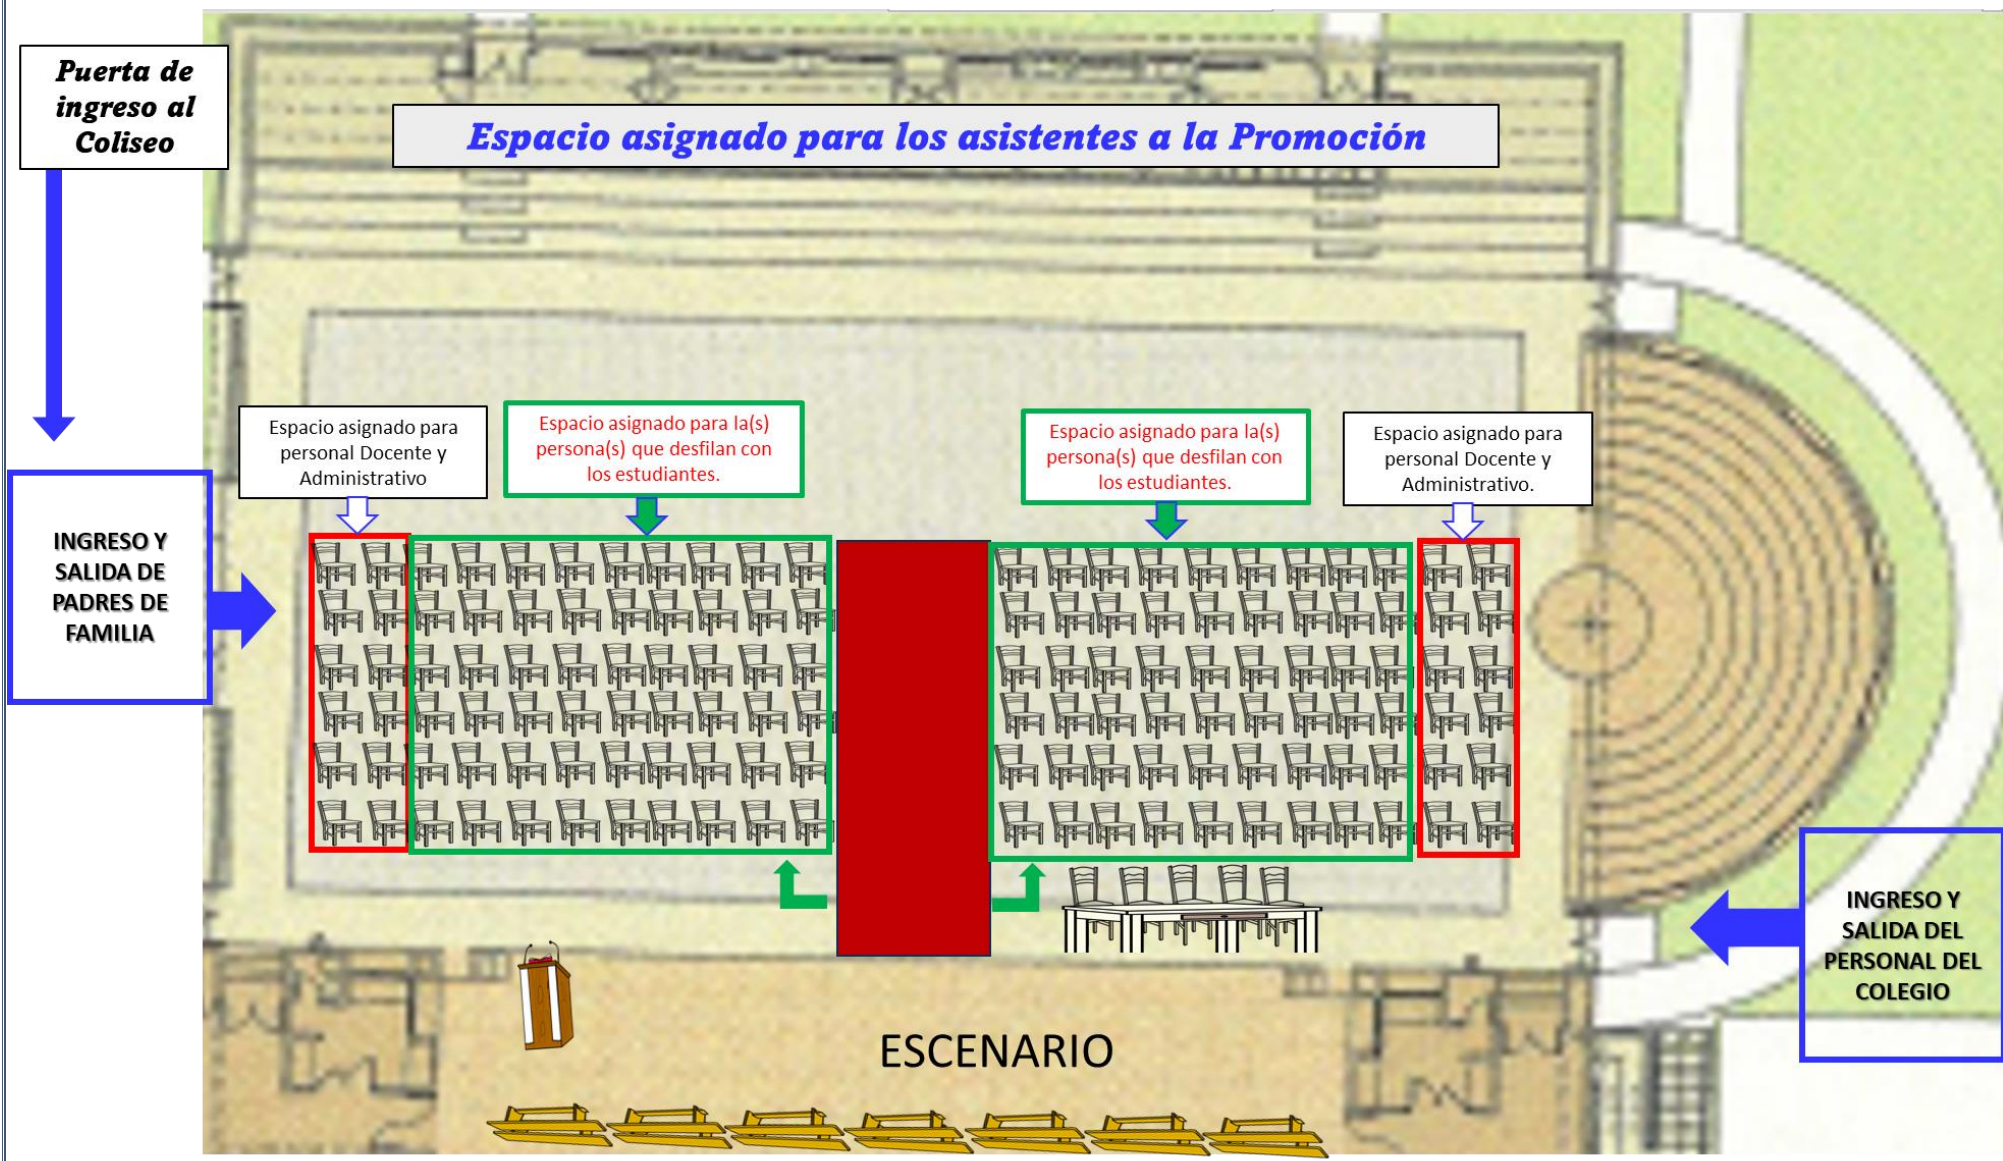 Puerta de
ingreso al
Coliseo
Espacio asignado para los asistentes a la Promoción
Espacio asignado para
personal Docente y
Administrativo
Espacio asignado para la(s)
persona(s) que desfilan con
los estudiantes.
Espacio asignado para la(s)
persona(s) que desfilan con
los estudiantes.
Espacio asignado para
personal Docente y
Administrativo.
INGRESO Y
SALIDA DE
PADRES DE
FAMILIA
INGRESO Y
SALIDA DEL
PERSONAL DEL
COLEGIO
ESCENARIO